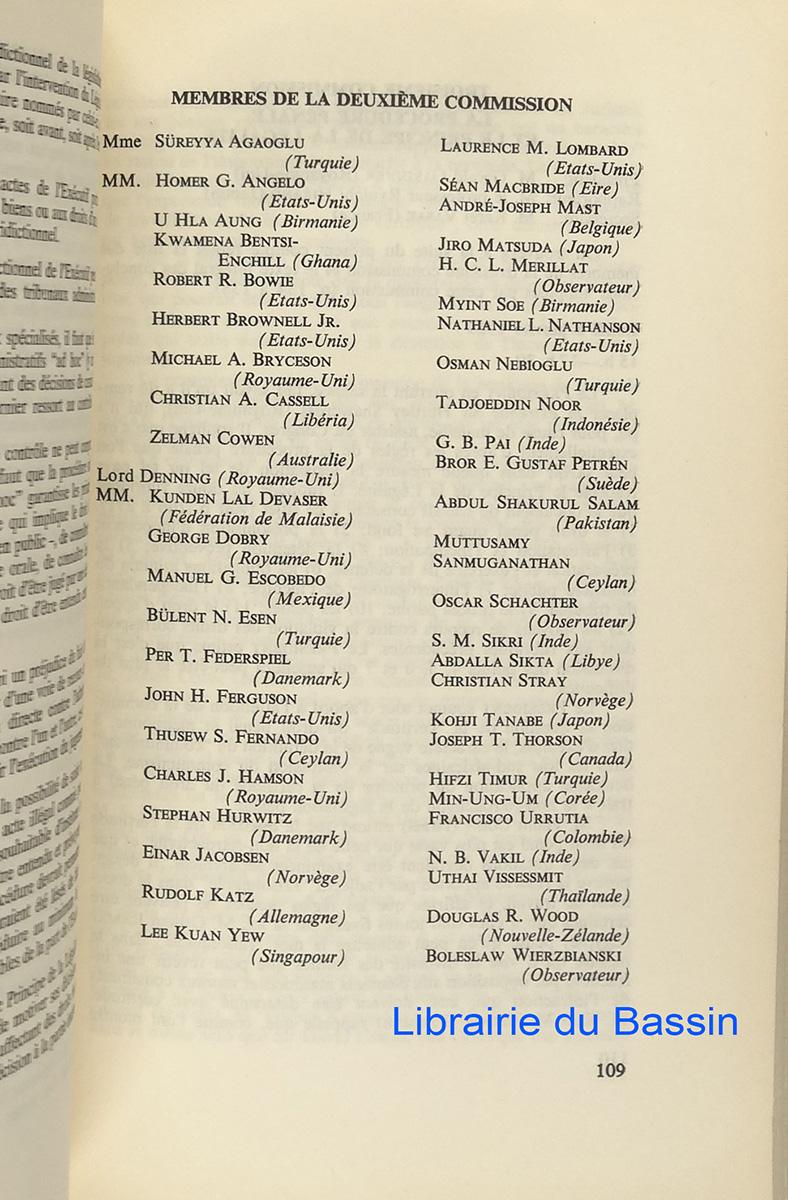 MEMBRES DE LA DEUXIÈME COMMISSION
Mme SÜREYYA AGAOGLU
(Turquie)
MM. HOMER G. ANGELO
(Etats-Unis)
U HLA AUNG (Birmanie)
KWAMENA BENTSI-
ENCHILL (Ghana)
ROBERT R. BOWIE
(Etats-Unis)
HERBERT BROWNELL JR.
(Etats-Unis)
MICHAEL A. BRYCESON
(Royaume-Uni)
CHRISTIAN A. CASSELL
(Libéria)
ZELMAN COWEN
(Australie)
Lord DENNING (Royaume-Uni)
MM. KUNDEN LAL DEVASER
(Fédération de Malaisie)
GEORGE DOBRY
(Royaume-Uni)
MANUEL G. ESCOBEDO
(Mexique)
BÜLENT N. ESEN
(Turquie)
PER T. FEDERSPIEL
(Danemark)
JOHN H. FERGUSON
(Etats-Unis)
THUSEW S. FERNANDO
(Ceylan)
CHARLES J. HAMSON
(Royaume-Uni)
STEPHAN HURWITZ
(Danemark)
EINAR JACOBSEN
(Norvège)
RUDOLF KATZ
(Allemagne)
LEE KUAN YEW
(Singapour)
LAURENCE M. LOMBARD
(Etats-Unis)
SÉAN MACBRIDE (Eire)
ANDRÉ-JOSEPH MAST
(Belgique)
JIRO MATSUDA (Japon)
H. C. L. MERILLAT
(Observateur)
MYINT SOE (Birmanie)
NATHANIEL L. NATHANSON
(Etats-Unis)
OSMAN NEBIOGLU
(Turquie)
TADJOEDDIN NOOR
(Indonésie)
G. B. PAI (Inde)
BROR E. GUSTAF PETRÉN
(Suède)
ABDUL SHAKURUL SALAM
(Pakistan)
MUTTUSAMY
SANMUGANATHAN
(Ceylan)
OSCAR SCHACHTER
(Observateur)
S. M. SIKRI (Inde)
ABDALLA SIKTA (Libye)
CHRISTIAN STRAY
(Norvège)
KOHJI TANABE (Japon)
JOSEPH T. THORSON
(Canada)
HIFZI TIMUR (Turquie)
MIN-UNG-UM (Corée)
FRANCISCO URRUTIA
(Colombie)
N. B. VAKIL (Inde)
UTHAI VISSESSMIT
(Thaïlande)
DOUGLAS R. WOOD
(Nouvelle-Zélande)
BOLESLAW WIERZBIANSKI
(Observateur)
Librairie du Bassin
109